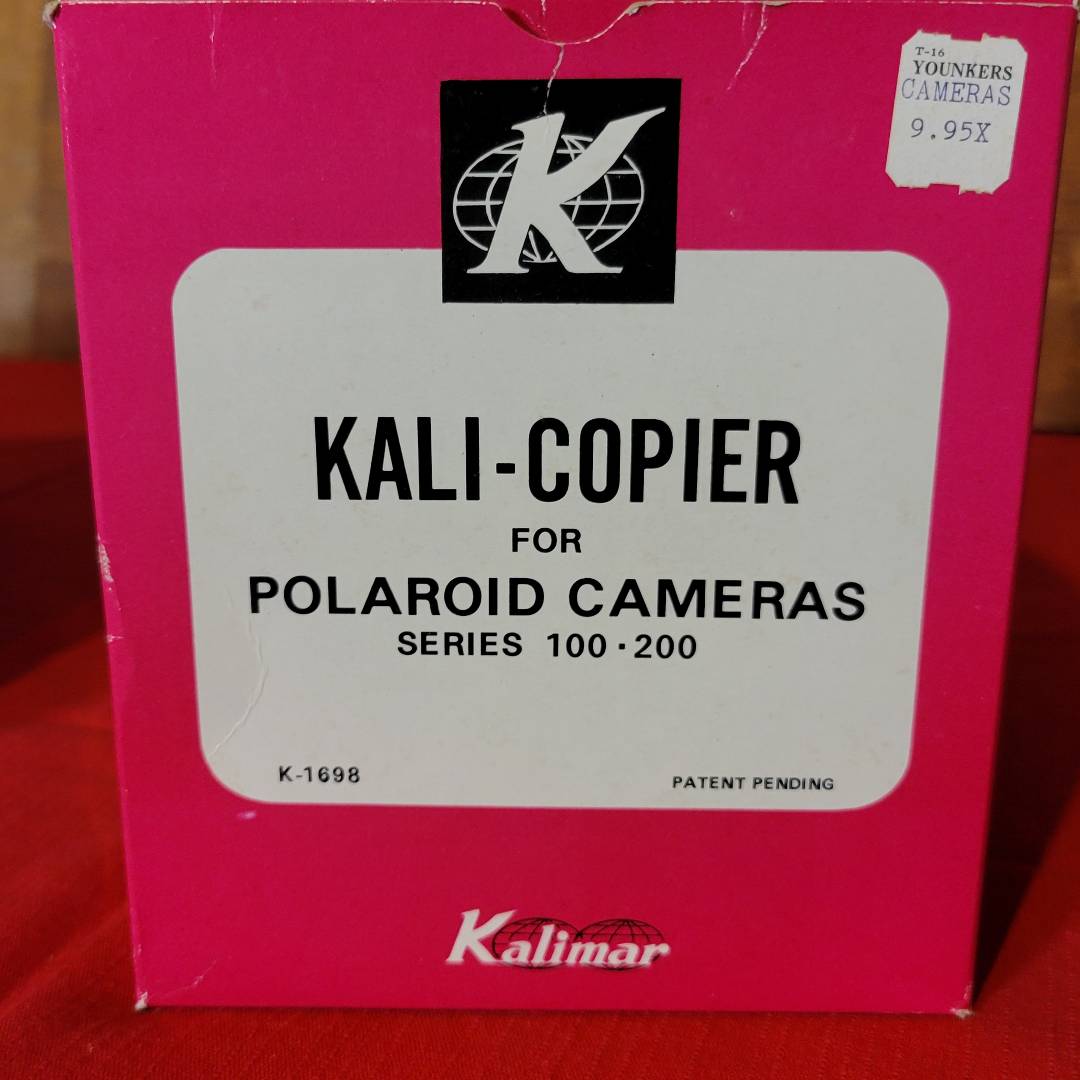 T-16
YOUNKERS
CAMERAS
9.95X
K
KALI-COPIER
FOR
POLAROID CAMERAS
SERIES 100·200
K-1698
PATENT PENDING
Kalimar